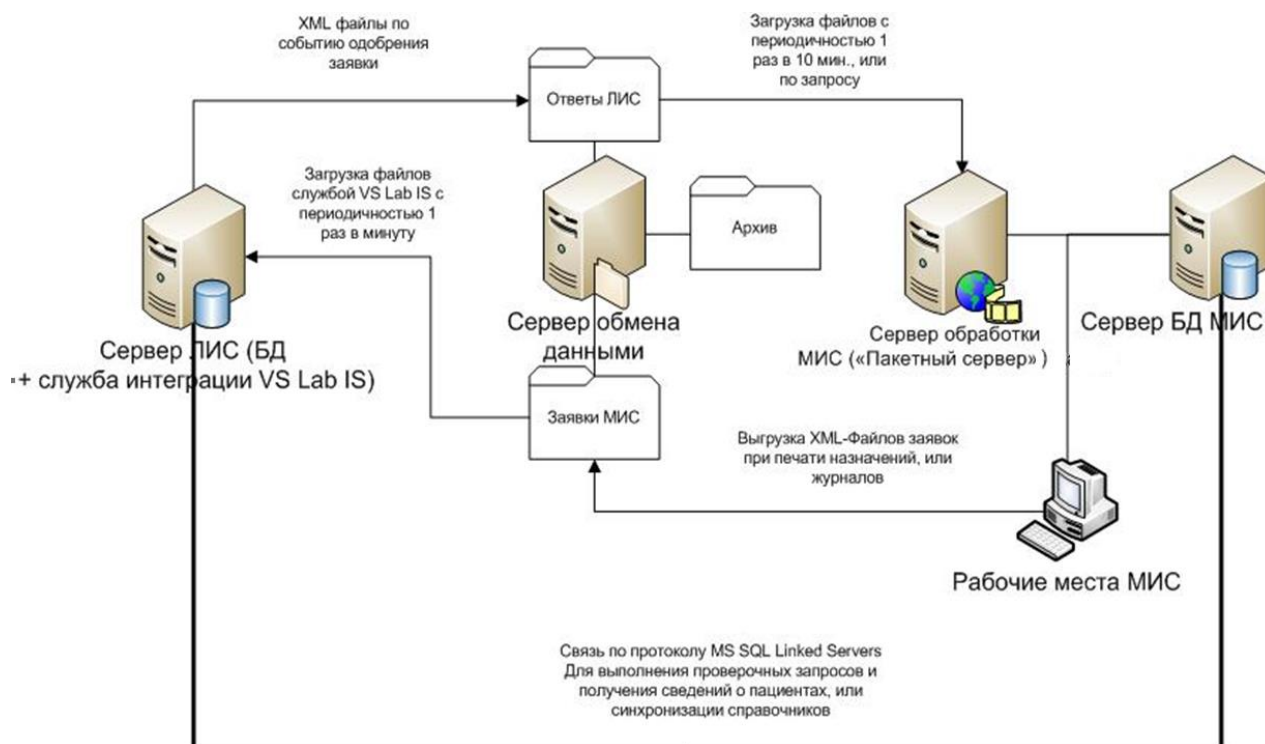 XML файлы по
событию одобрения
заявки
Загрузка файлов с
периодичностью 1
раз в 10 мин., или
по запросу
Ответы ЛИС
Загрузка файлов
службой VS Lab IS с
периодичностью 1
раз в минуту
Архив
Сервер обмена
данными
Сервер обработки
МИС («Пакетный сервер»)
Сервер БД МИС
Сервер ЛИС (БД
+ служба интеграции VS Lab IS)
Заявки МИС
Выгрузка XML-Файлов заявок
при печати назначений, или
журналов
Рабочие места МИС
Связь по протоколу MS SQL Linked Servers
Для выполнения проверочных запросов и
получения сведений о пациентах, или
синхронизации справочников